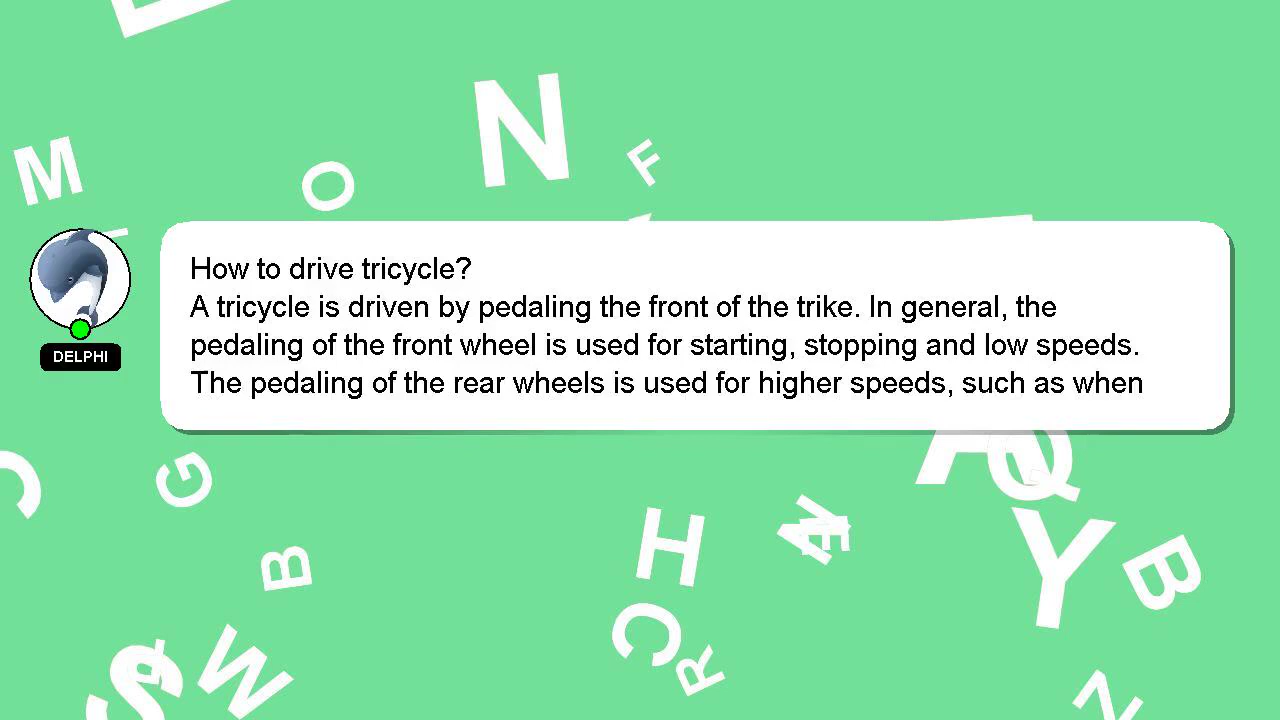 N
M
O
F
DELPHI
How to drive tricycle?
A tricycle is driven by pedaling the front of the trike. In general, the
pedaling of the front wheel is used for starting, stopping and low speeds.
The pedaling of the rear wheels is used for higher speeds, such as when
Q
C
G
H
Y
B
B
C
R
W
S
Z